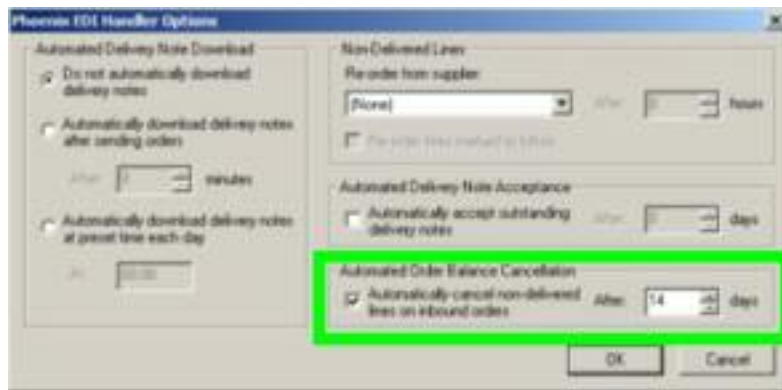 Phoenix EDI Handler Options
Automated Delivery Note Download
Do not automatically download
delivery notes
Automatically download delivery notes
after sending orders
After minutes
Automatically download delivery notes
at preset time each day
At 00:00
Non-Delivered Lines
Re-order from supplier:
(None) After hours
Re-order lines marked to follow
Automated Delivery Note Acceptance
Automatically accept outstanding
delivery notes
After days
Automated Order Balance Cancellation
Automatically cancel non-delivered
lines on inbound orders
After 14 days
OK Cancel